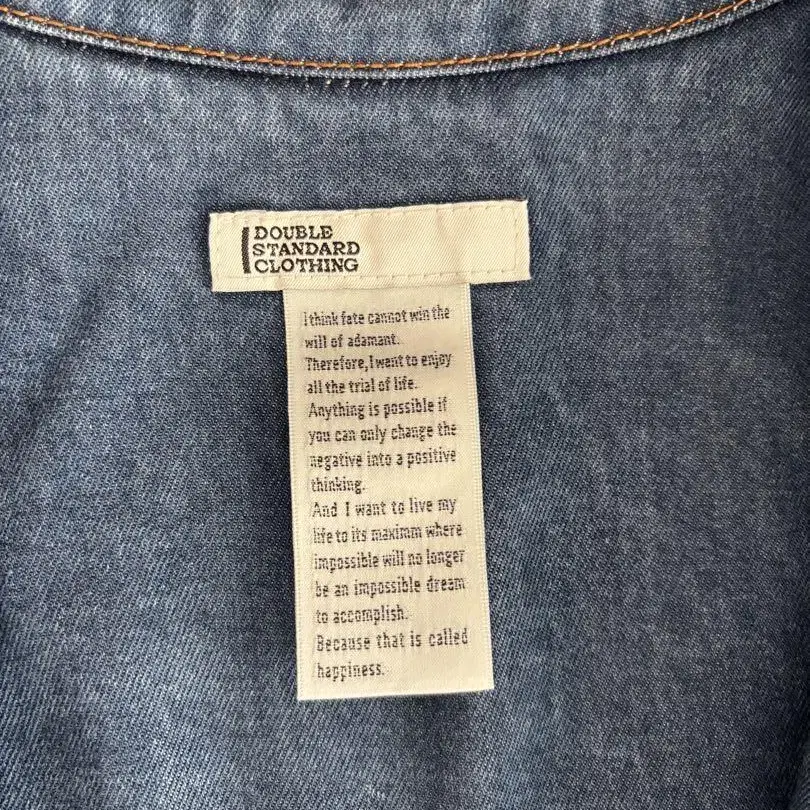 DOUBLE
STANDARD
CLOTHING
I think fate cannot win the
will of adamant.
Therefore, I want to enjoy
all the trial of life.
Anything is possible if
you can only change the
negative into a positive
thinking.
And I want to live my
life to its maximm where
impossible will no longer
be an impossible dream
to accomplish.
Because that is called
happiness.